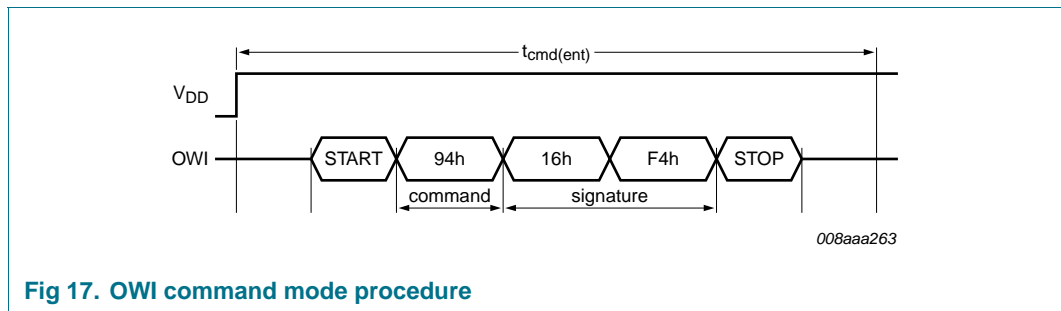 tcmd(ent)
VDD
OWI
START 94h 16h F4h STOP
command signature
008aaa263
Fig 17. OWI command mode procedure